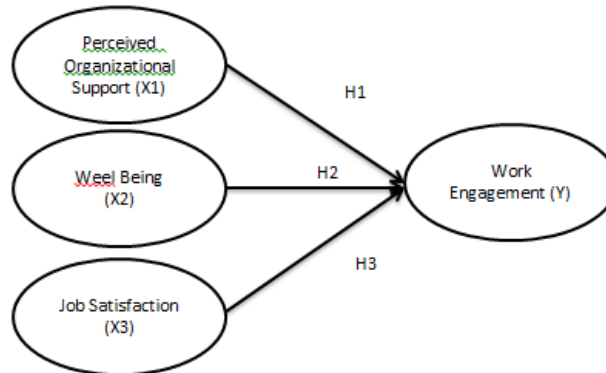 Perceived
Organizational
Support (X1)
H1
Weel Being
(X2)
H2
Work
Engagement (Y)
H3
Job Satisfaction
(X3)